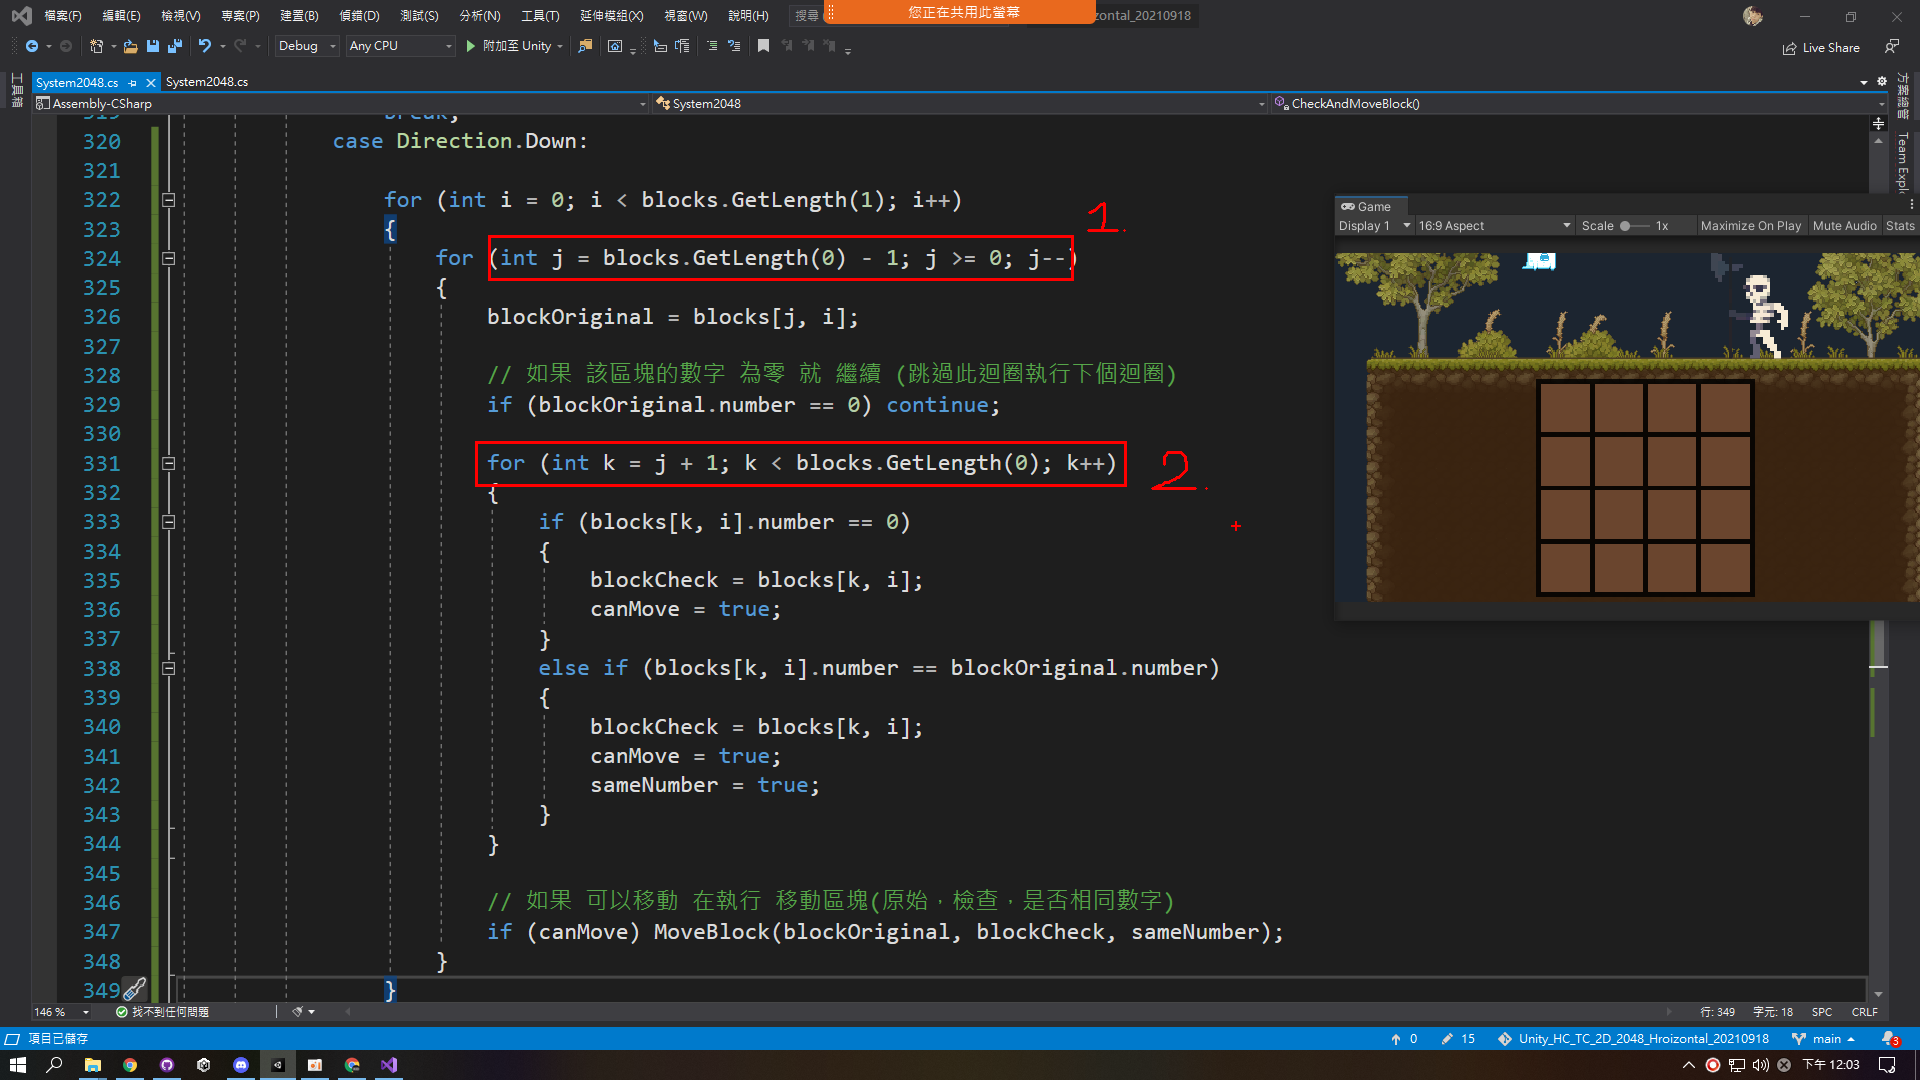 檔案(F) 編輯(E) 檢視(V) 專案(P) 建置(B) 偵錯(D) 測試(S) 分析(N) 工具(T) 延伸模組(X) 視窗(W) 說明(H) 搜尋 您正在共用此螢幕 izontal_20210918
Debug Any CPU 附加至 Unity Live Share
System2048.cs System2048.cs
Assembly-CSharp System2048 CheckAndMoveBlock()
工具箱
方案總管
Team Explo
319 break;
320 case Direction.Down:
321
322 for (int i = 0; i < blocks.GetLength(1); i++)
323 {
324 for (int j = blocks.GetLength(0) - 1; j >= 0; j--)
325 {
326 blockOriginal = blocks[j, i];
327
328 // 如果 該區塊的數字 為零 就 繼續 (跳過此迴圈執行下個迴圈)
329 if (blockOriginal.number == 0) continue;
330
331 for (int k = j + 1; k < blocks.GetLength(0); k++)
332 {
333 if (blocks[k, i].number == 0)
334 {
335 blockCheck = blocks[k, i];
336 canMove = true;
337 }
338 else if (blocks[k, i].number == blockOriginal.number)
339 {
340 blockCheck = blocks[k, i];
341 canMove = true;
342 sameNumber = true;
343 }
344 }
345
346 // 如果 可以移動 在執行 移動區塊(原始，檢查，是否相同數字)
347 if (canMove) MoveBlock(blockOriginal, blockCheck, sameNumber);
348 }
349 }
1.
2.
Game
Display 1 16:9 Aspect Scale 1x Maximize On Play Mute Audio Stats
146 % 找不到任何問題 行: 349 字元: 18 SPC CRLF
項目已儲存 0 15 Unity_HC_TC_2D_2048_Hroizontal_20210918 main 3
下午 12:03